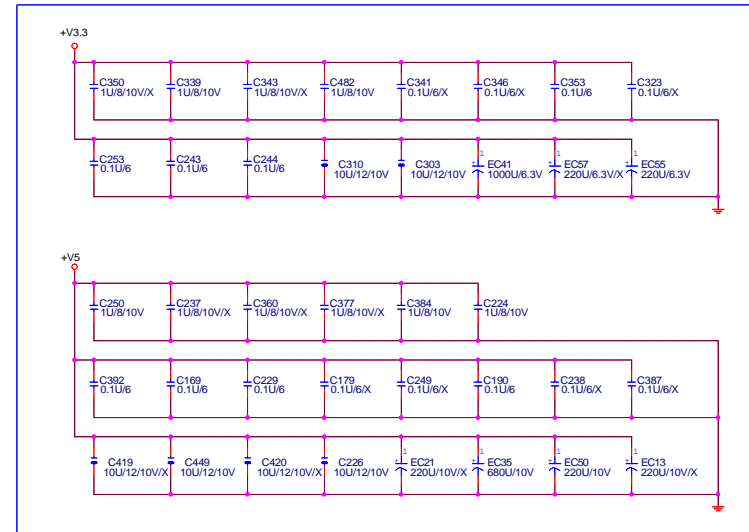 +V3.3
C350 C339 C343 C482 C341 C346 C353 C323
1U/8/10V/X 1U/8/10V 1U/8/10V/X 1U/8/10V 0.1U/6/X 0.1U/6/X 0.1U/6 0.1U/6/X
1 1 1
C253 C243 C244 C310 C303 EC41 EC57 EC55
0.1U/6 0.1U/6 0.1U/6 10U/12/10V 10U/12/10V 1000U/6.3V 220U/6.3V/X 220U/6.3V
+V5
C250 C237 C360 C377 C384 C224
1U/8/10V 1U/8/10V/X 1U/8/10V/X 1U/8/10V/X 1U/8/10V 1U/8/10V
C392 C169 C229 C179 C249 C190 C238 C387
0.1U/6 0.1U/6 0.1U/6 0.1U/6/X 0.1U/6/X 0.1U/6 0.1U/6/X 0.1U/6/X
1 1 1 1
C419 C449 C420 C226 EC21 EC35 EC50 EC13
10U/12/10V/X 10U/12/10V 10U/12/10V/X 10U/12/10V 220U/10V/X 680U/10V 220U/10V 220U/10V/X